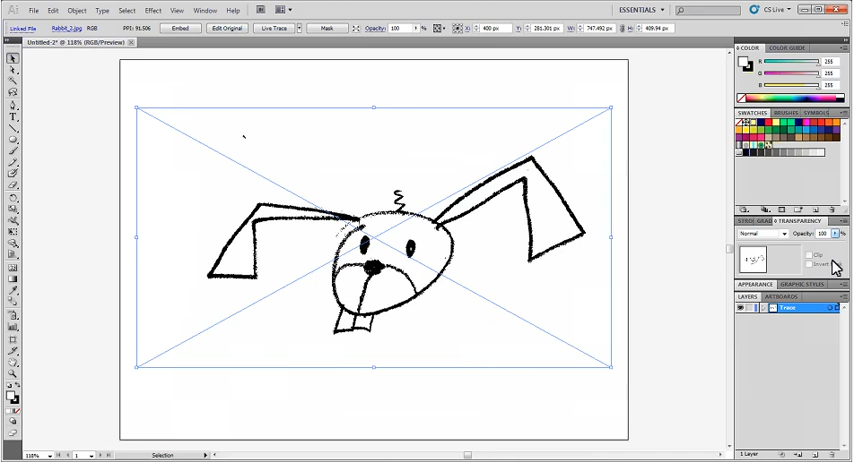 Ai File Edit Object Type Select Effect View Window Help ESSENTIALS CS Live
Linked File Rabbit_2.jpg RGB PPI: 91.506 Embed Edit Original Live Trace Mask Opacity: 100 % X: 400 px Y: 281.301 px W: 747.492 px H: 409.94 px
Untitled-2* @ 118% (RGB/Preview)
COLOR COLOR GUIDE
R 255
G 255
B 255
SWATCHES BRUSHES SYMBOLS
STROK GRADI TRANSPARENCY
Normal Opacity: 100 %
Clip
Invert
APPEARANCE GRAPHIC STYLES
LAYERS ARTBOARDS
Trace
118% 1 Selection 1 Layer